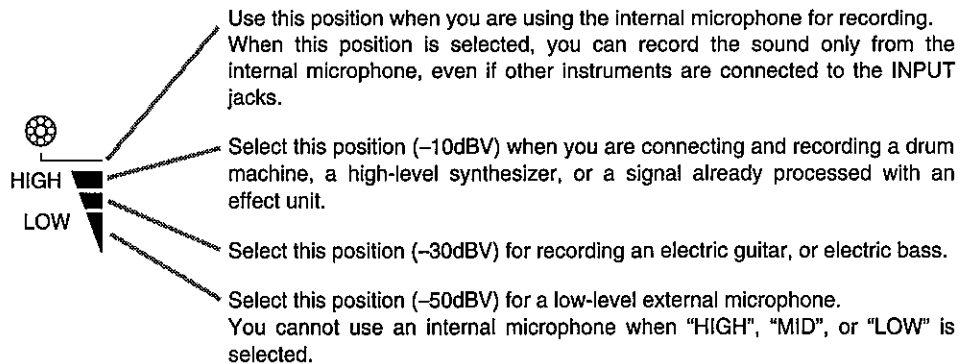 Use this position when you are using the internal microphone for recording.
When this position is selected, you can record the sound only from the
internal microphone, even if other instruments are connected to the INPUT
jacks.
Select this position (–10dBV) when you are connecting and recording a drum
machine, a high-level synthesizer, or a signal already processed with an
effect unit.
HIGH
LOW
Select this position (–30dBV) for recording an electric guitar, or electric bass.
Select this position (–50dBV) for a low-level external microphone.
You cannot use an internal microphone when “HIGH”, “MID”, or “LOW” is
selected.